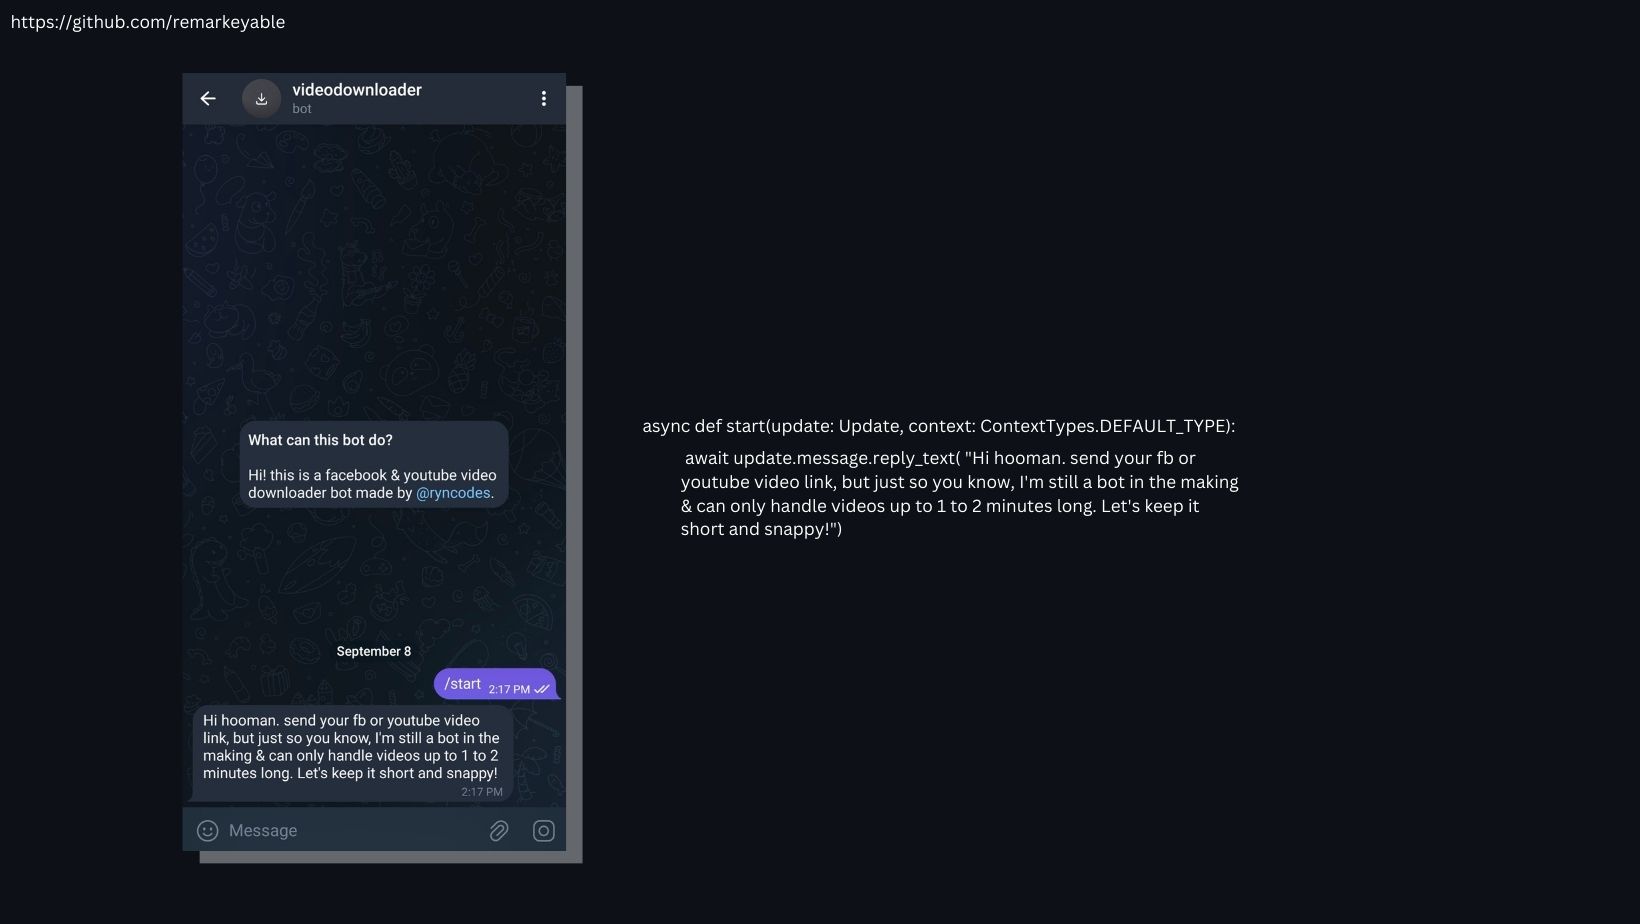 https://github.com/remarkeyable
videodownloader
bot
What can this bot do?
Hi! this is a facebook & youtube video
downloader bot made by @ryncodes.
September 8
/start 2:17 PM
Hi hooman. send your fb or youtube video
link, but just so you know, I'm still a bot in the
making & can only handle videos up to 1 to 2
minutes long. Let's keep it short and snappy!
2:17 PM
Message
async def start(update: Update, context: ContextTypes.DEFAULT_TYPE):
await update.message.reply_text( "Hi hooman. send your fb or
youtube video link, but just so you know, I'm still a bot in the making
& can only handle videos up to 1 to 2 minutes long. Let's keep it
short and snappy!")